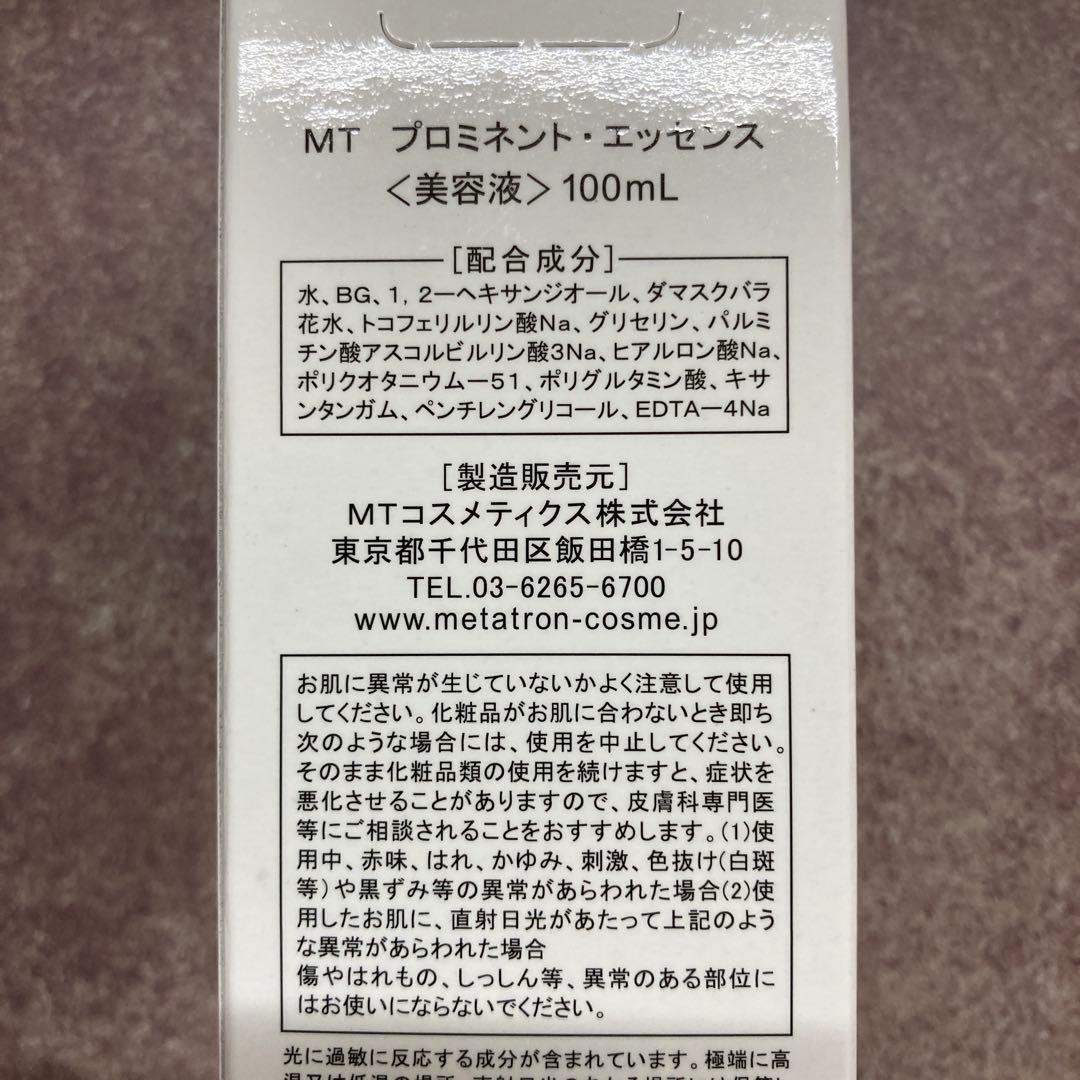 MT プロミネント・エッセンス
〈美容液〉100mL
[配合成分]
水、BG、1,2ーヘキサンジオール、ダマスクバラ
花水、トコフェリルリン酸Na、グリセリン、パルミ
チン酸アスコルビルリン酸3Na、ヒアルロン酸Na、
ポリクオタニウムー51、ポリグルタミン酸、キサ
ンタンガム、ペンチレングリコール、EDTAー4Na
[製造販売元]
MTコスメティクス株式会社
東京都千代田区飯田橋1-5-10
TEL.03-6265-6700
www.metatron-cosme.jp
お肌に異常が生じていないかよく注意して使用
してください。化粧品がお肌に合わないとき即ち
次のような場合には、使用を中止してください。
そのまま化粧品類の使用を続けますと、症状を
悪化させることがありますので、皮膚科専門医
等にご相談されることをおすすめします。(1)使
用中、赤味、はれ、かゆみ、刺激、色抜け(白斑
等)や黒ずみ等の異常があらわれた場合(2)使
用したお肌に、直射日光があたって上記のよう
な異常があらわれた場合
傷やはれもの、しっしん等、異常のある部位に
はお使いにならないでください。
光に過敏に反応する成分が含まれています。極端に高